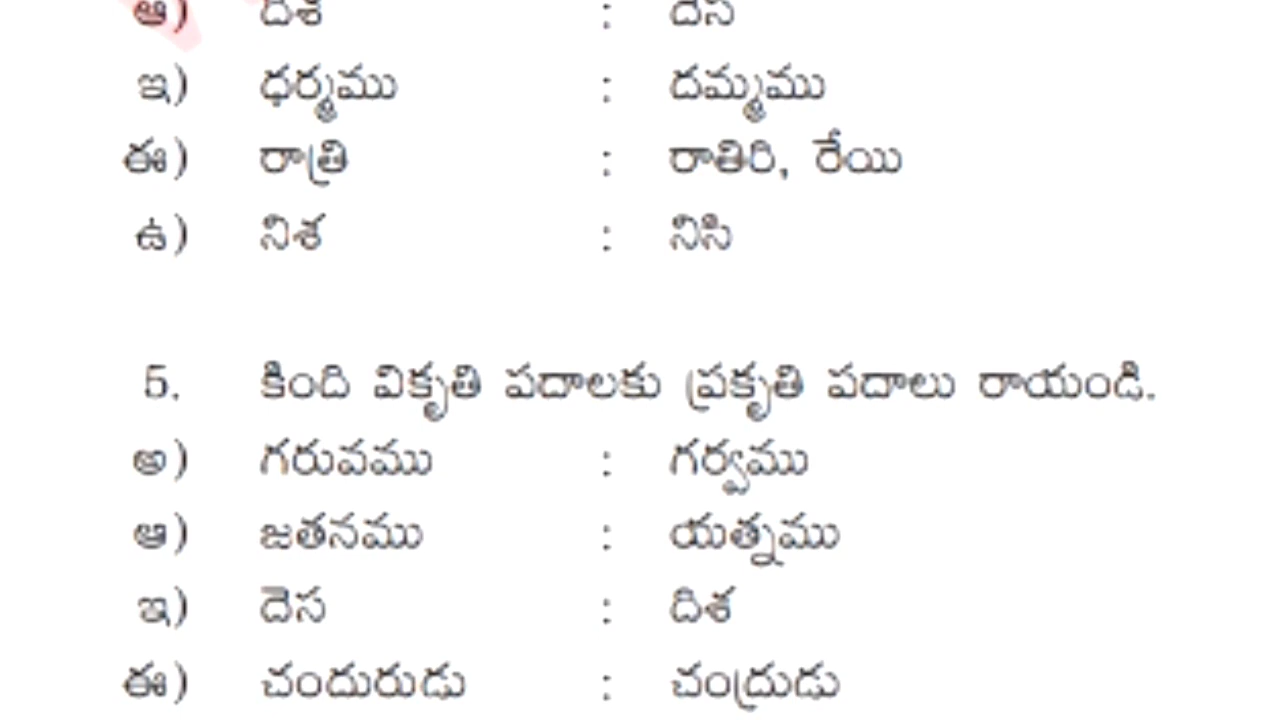 ఆ) దిశ : దెస
ఇ) ధర్మము : దమ్మము
ఈ) రాత్రి : రాతిరి, రేయి
ఉ) నిశ : నిసి
5. కింది వికృతి పదాలకు ప్రకృతి పదాలు రాయండి.
అ) గరువము : గర్వము
ఆ) జతనము : యత్నము
ఇ) దెస : దిశ
ఈ) చందురుడు : చంద్రుడు